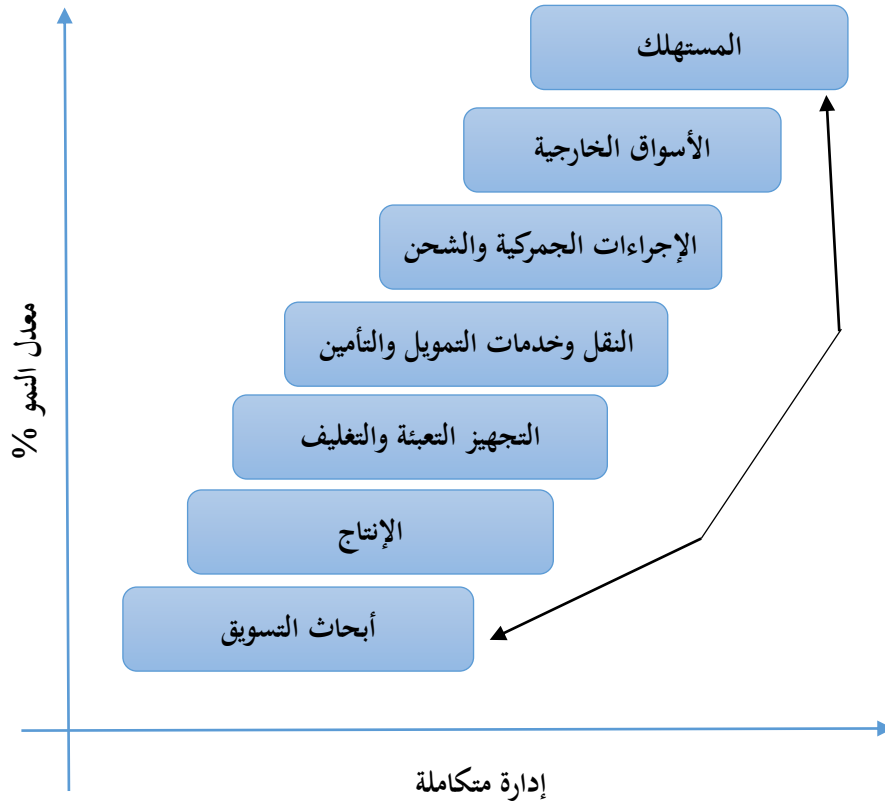 المستهلك
الأسواق الخارجية
الإجراءات الجمركية والشحن
النقل وخدمات التمويل والتأمين
التجهيز التعبئة والتغليف
الإنتاج
أبحاث التسويق
معدل النمو %
إدارة متكاملة